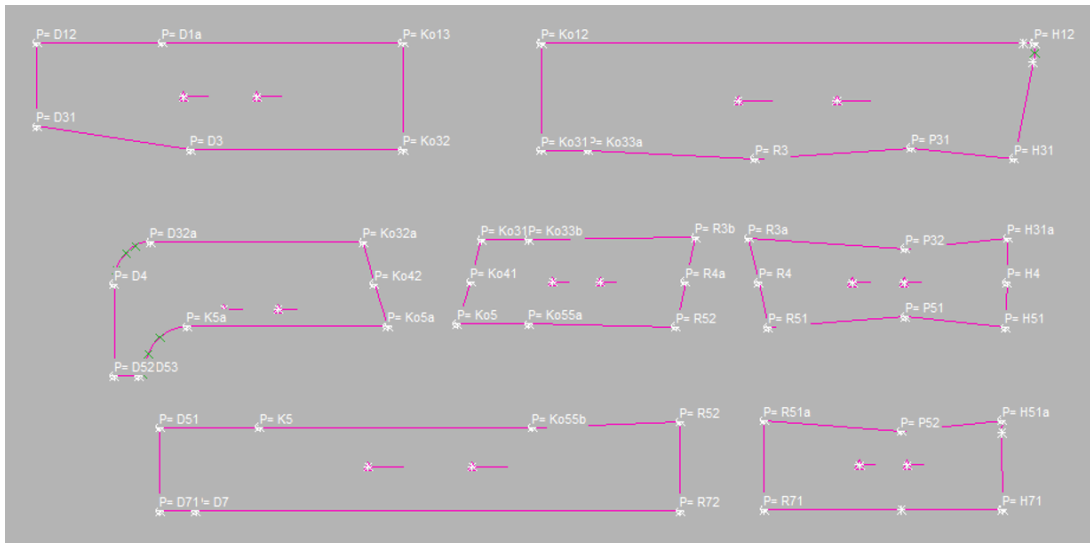 P= D12 P= D1a P= Ko13 P= Ko12 P= H12
P= D31 P= D3 P= Ko32 P= Ko31 P= Ko33a P= R3 P= P31 P= H31
P= D32a P= Ko32a P= Ko31 P= Ko33b P= R3b P= R3a P= P32 P= H31a
P= D4 P= Ko42 P= Ko41 P= R4a P= R4 P= H4
P= K5a P= Ko5a P= Ko5 P= Ko55a P= R52 P= R51 P= P51 P= H51
P= D52 D53
P= D51 P= K5 P= Ko55b P= R52 P= R51a P= P52 P= H51a
P= D71 P= D7 P= R72 P= R71 P= H71